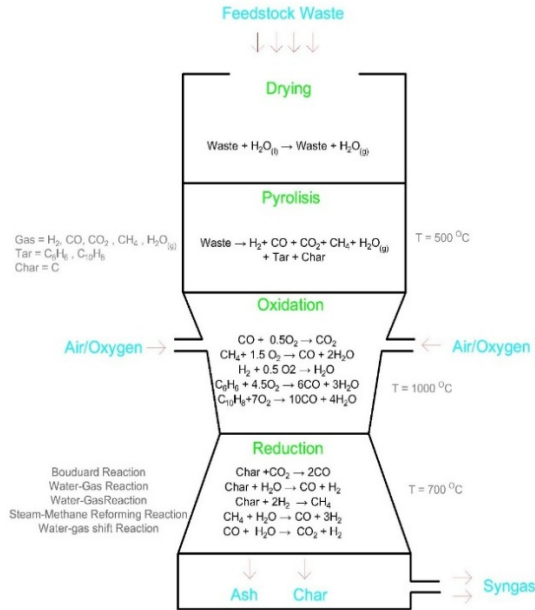 Feedstock Waste
Drying
Waste + H₂O₍ₗ₎ → Waste + H₂O₍g₎
Pyrolisis
Gas = H₂, CO, CO₂ , CH₄ , H₂O₍g₎
Tar = C₆H₆ , C₁₀H₈
Char = C
Waste → H₂+ CO + CO₂+ CH₄+ H₂O₍g₎
+ Tar + Char
T = 500 ⁰C
Oxidation
Air/Oxygen
CO + 0.5O₂ → CO₂
CH₄+ 1.5 O₂ → CO + 2H₂O
H₂ + 0.5 O2 → H₂O
C₆H₆ + 4.5O₂ → 6CO + 3H₂O
C₁₀H₈+7O₂ → 10CO + 4H₂O
Air/Oxygen
T = 1000 ⁰C
Reduction
Bouduard Reaction
Water-Gas Reaction
Water-GasReaction
Steam-Methane Reforming Reaction
Water-gas shift Reaction
Char +CO₂ → 2CO
Char + H₂O → CO + H₂
Char + 2H₂ → CH₄
CH₄ + H₂O → CO + 3H₂
CO + H₂O → CO₂ + H₂
T = 700 ⁰C
Ash
Char
Syngas